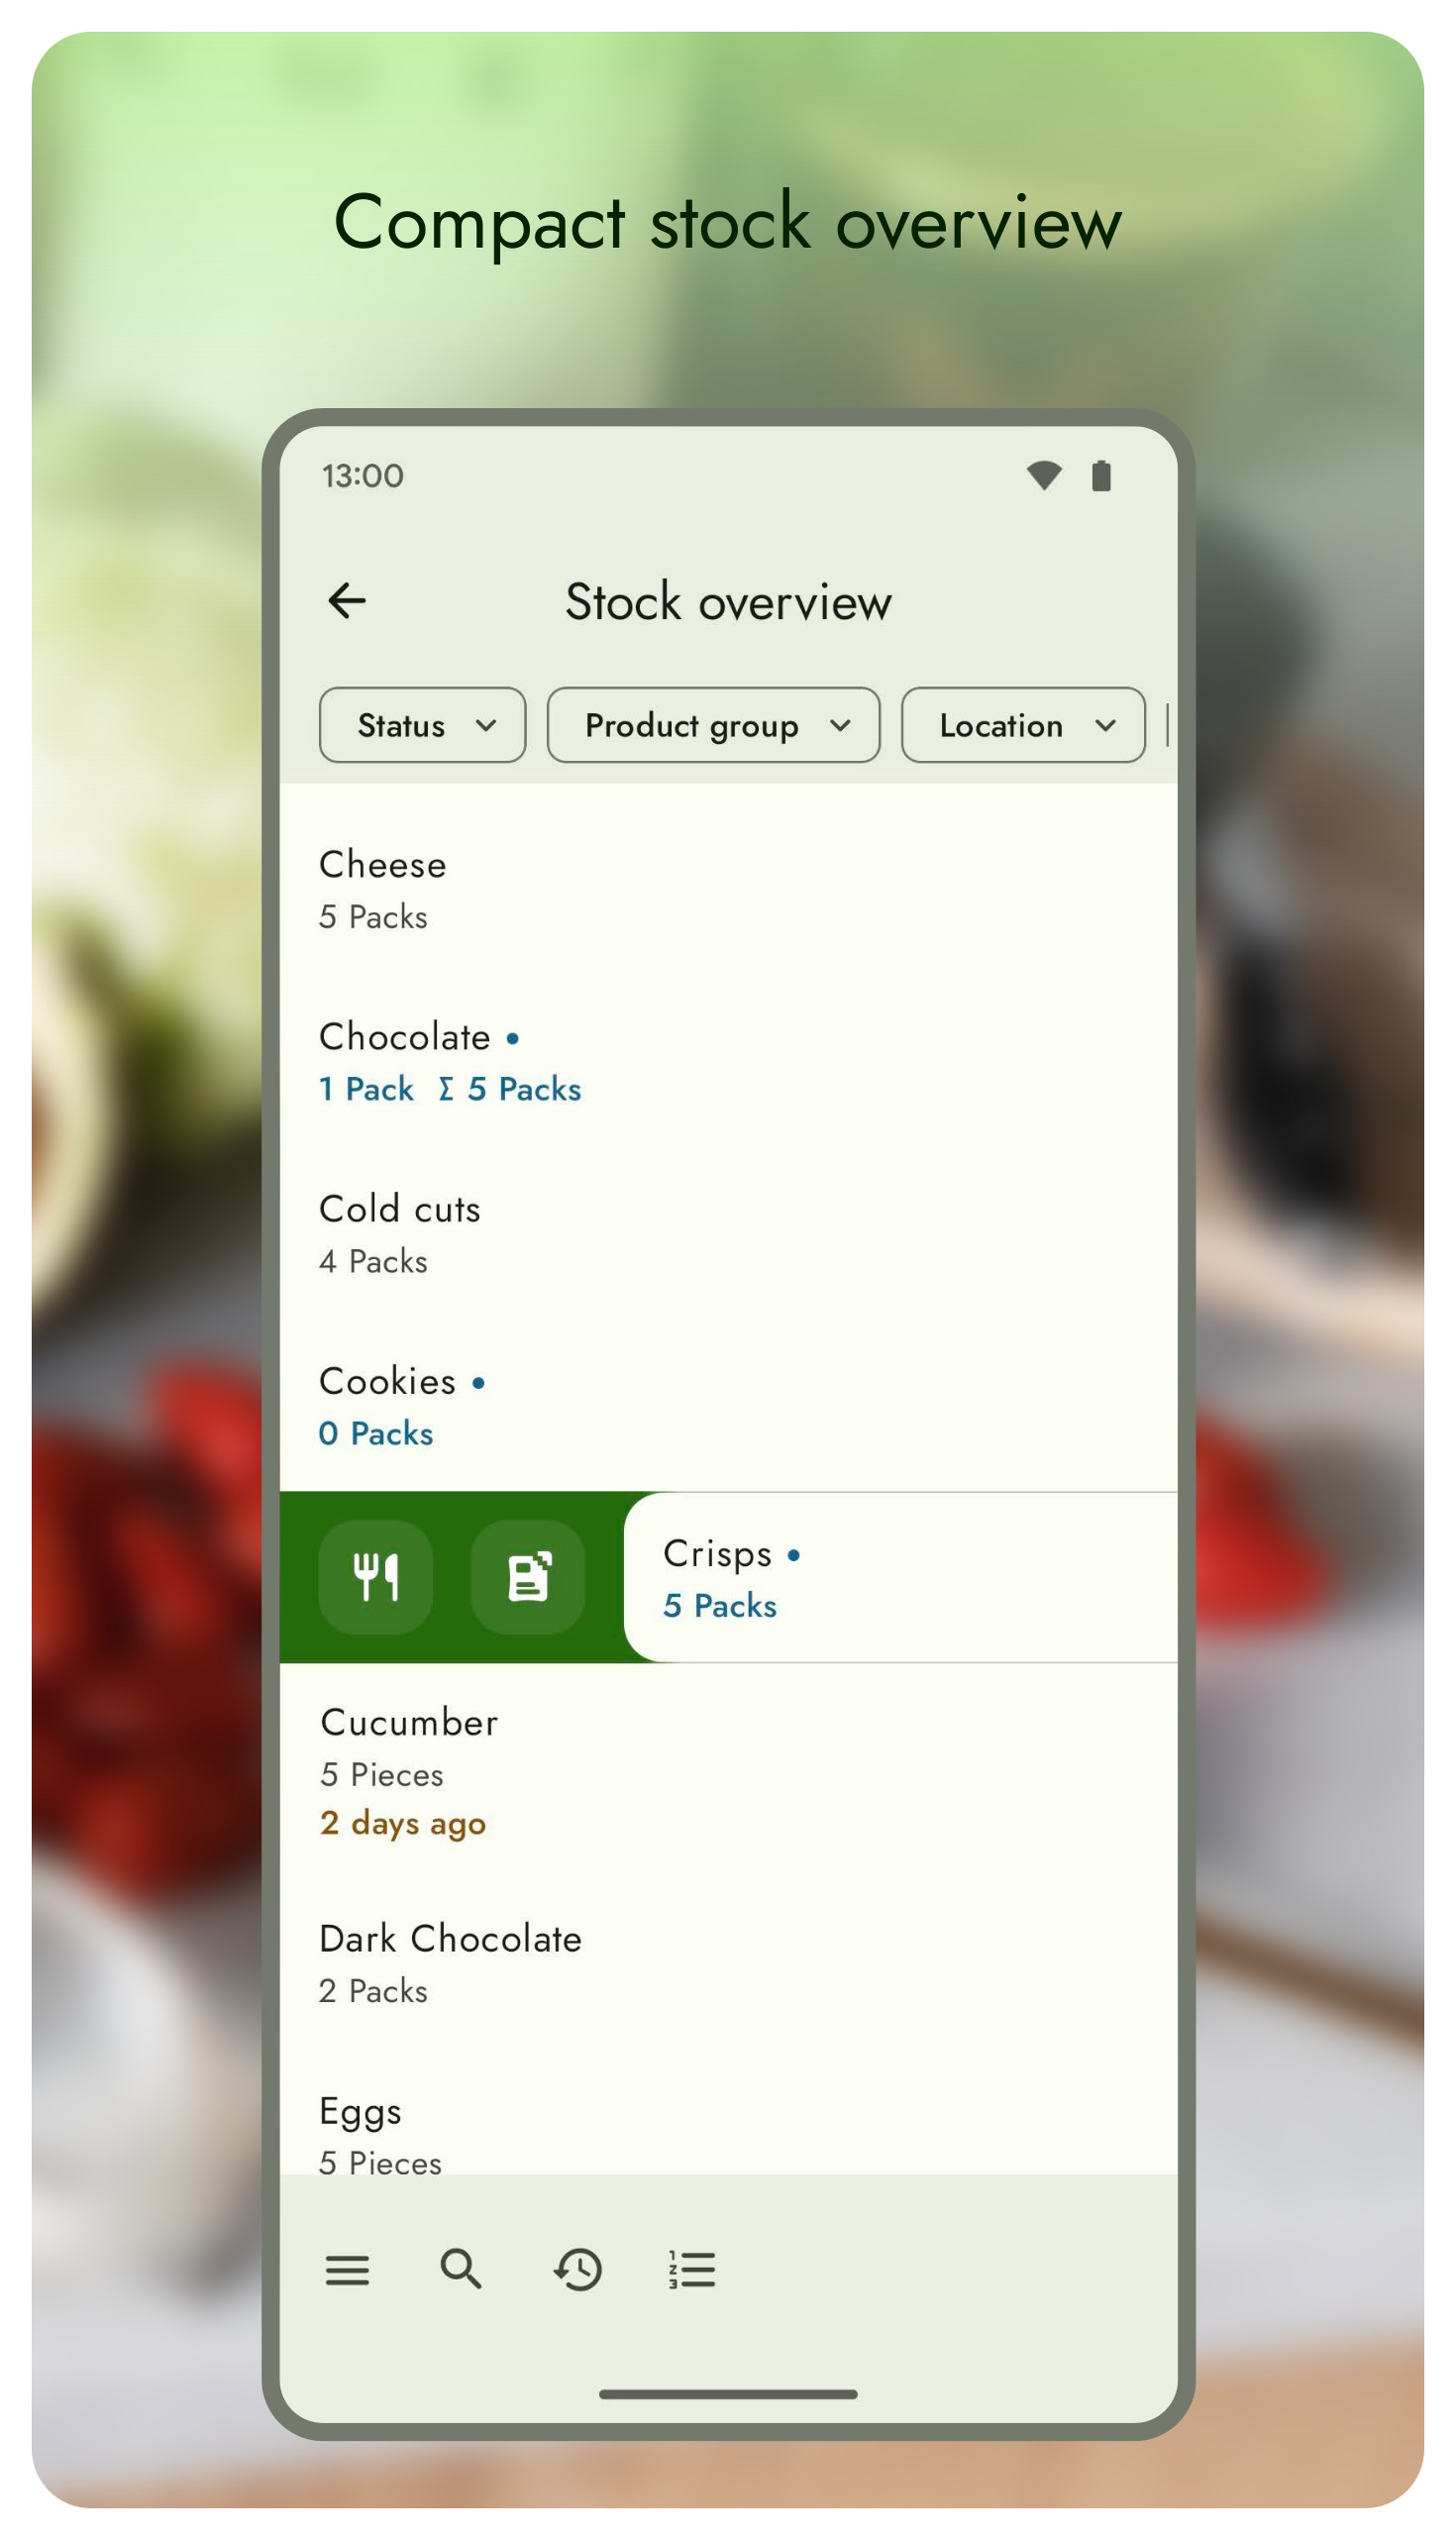 Compact stock overview
13:00
Stock overview
Status
Product group
Location
Cheese
5 Packs
Chocolate •
1 Pack Σ 5 Packs
Cold cuts
4 Packs
Cookies •
0 Packs
Crisps •
5 Packs
Cucumber
5 Pieces
2 days ago
Dark Chocolate
2 Packs
Eggs
5 Pieces